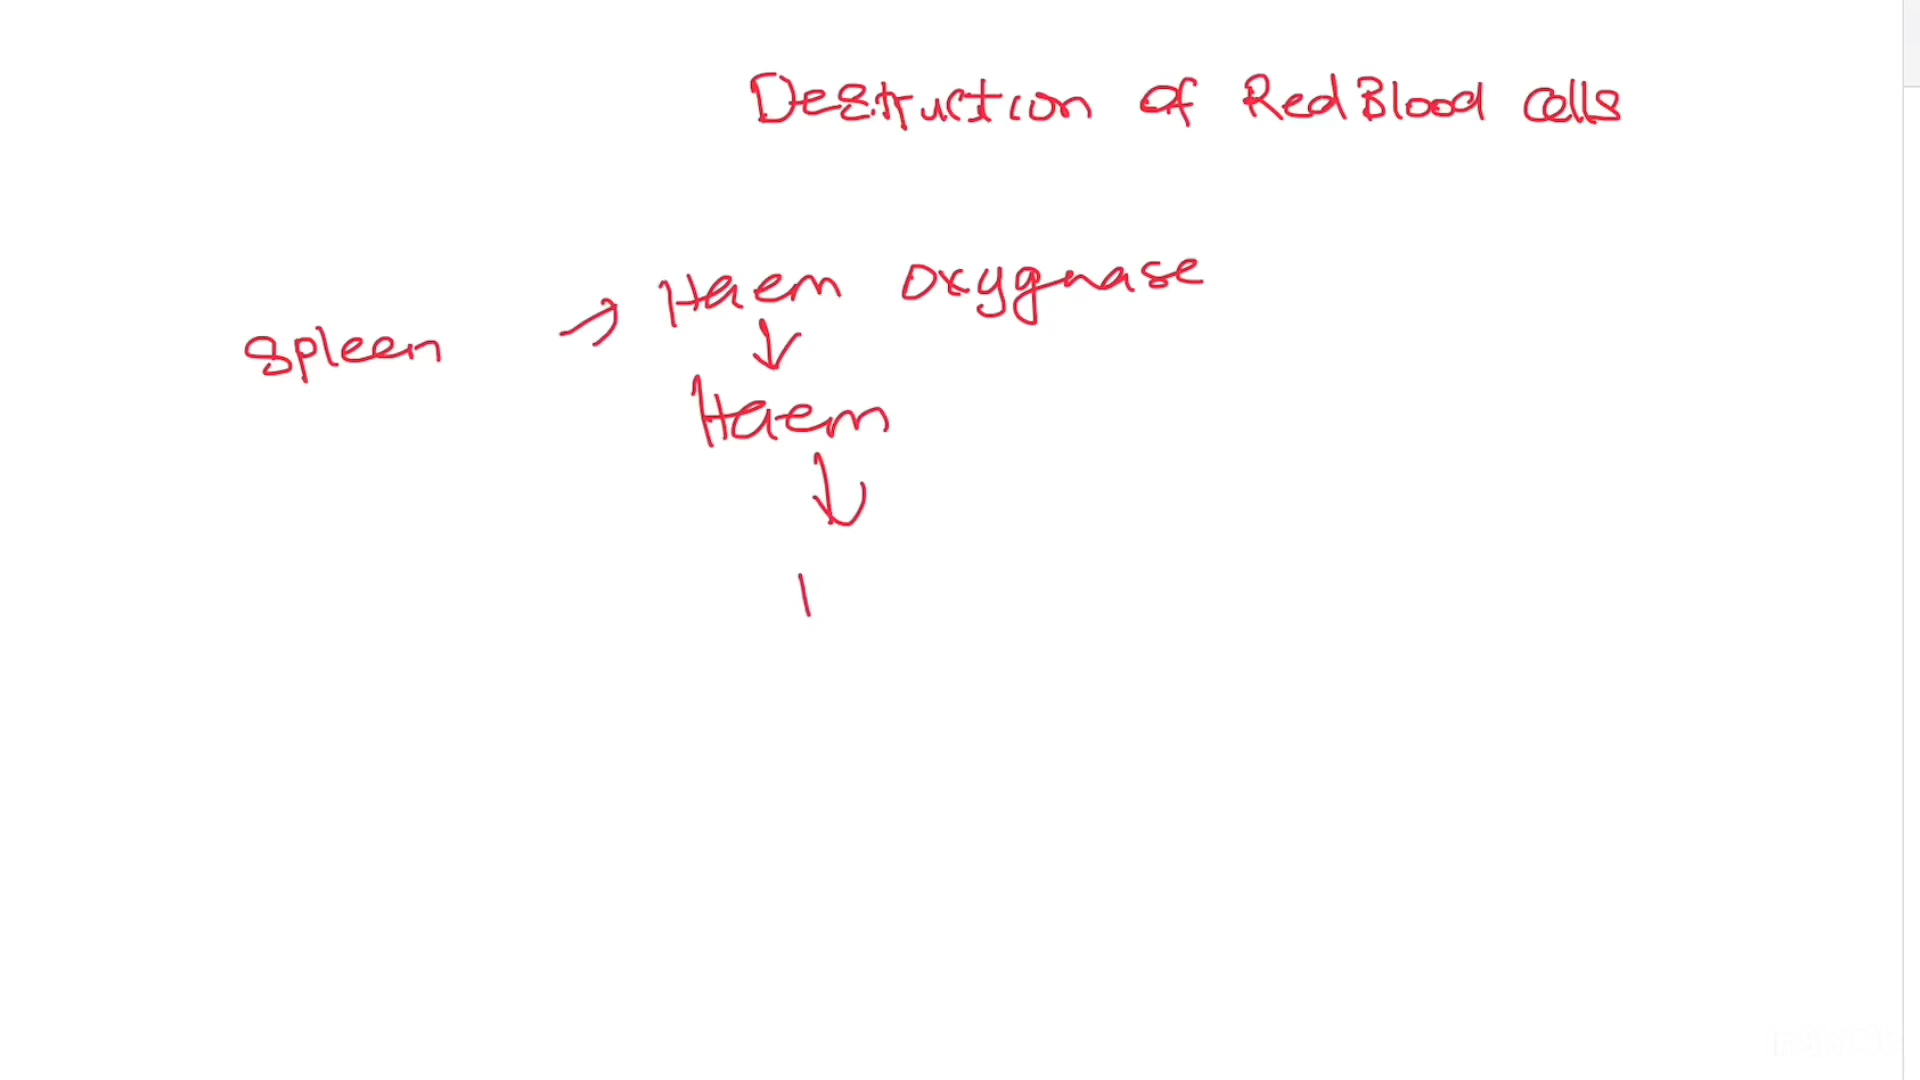 Destruction of Red Blood cells
Spleen → Haem oxygnase
↓
Haem
↓